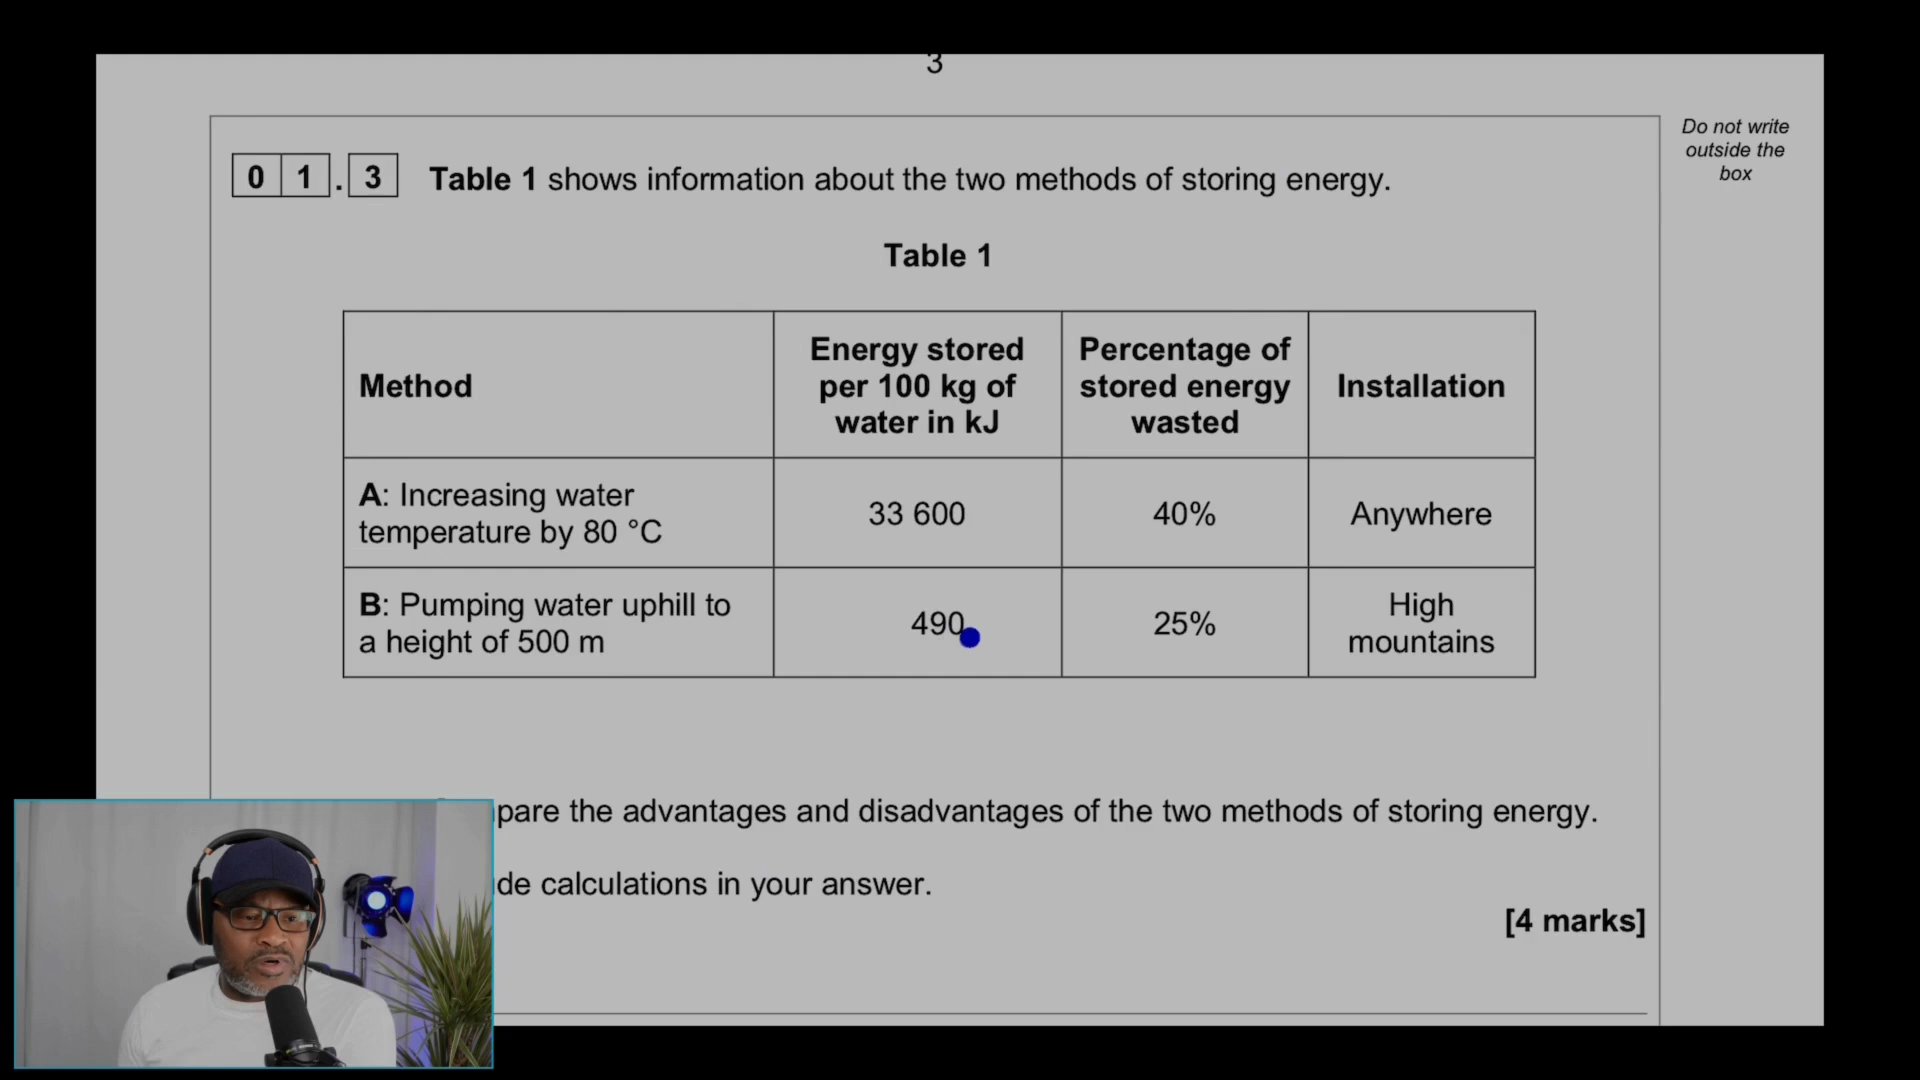 3
Do not write
outside the
box
0 1 . 3 Table 1 shows information about the two methods of storing energy.
Table 1
Method
Energy stored
per 100 kg of
water in kJ
Percentage of
stored energy
wasted
Installation
A: Increasing water
temperature by 80 °C
33 600
40%
Anywhere
B: Pumping water uphill to
a height of 500 m
490
25%
High
mountains
pare the advantages and disadvantages of the two methods of storing energy.
de calculations in your answer.
[4 marks]